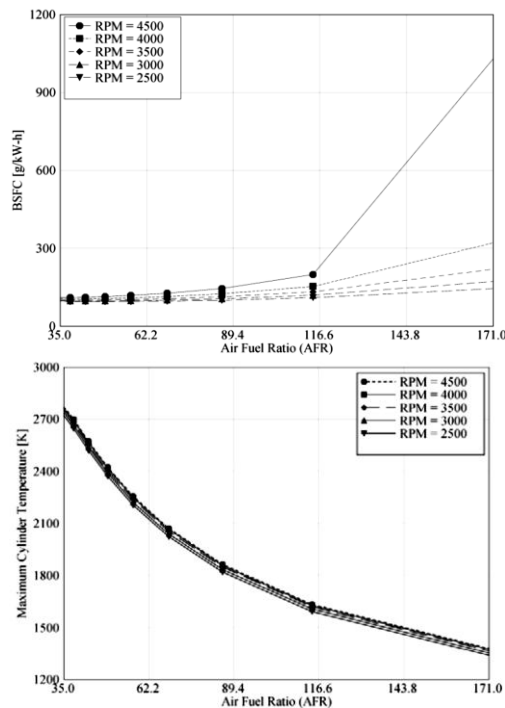 1200
RPM = 4500
RPM = 4000
RPM = 3500
RPM = 3000
RPM = 2500
900
BSFC [g/kW-h]
600
300
0
35.0 62.2 89.4 116.6 143.8 171.0
Air Fuel Ratio (AFR)
3000
RPM = 4500
RPM = 4000
RPM = 3500
RPM = 3000
RPM = 2500
2700
Maximum Cylinder Temperature [K]
2400
2100
1800
1500
1200
35.0 62.2 89.4 116.6 143.8 171.0
Air Fuel Ratio (AFR)